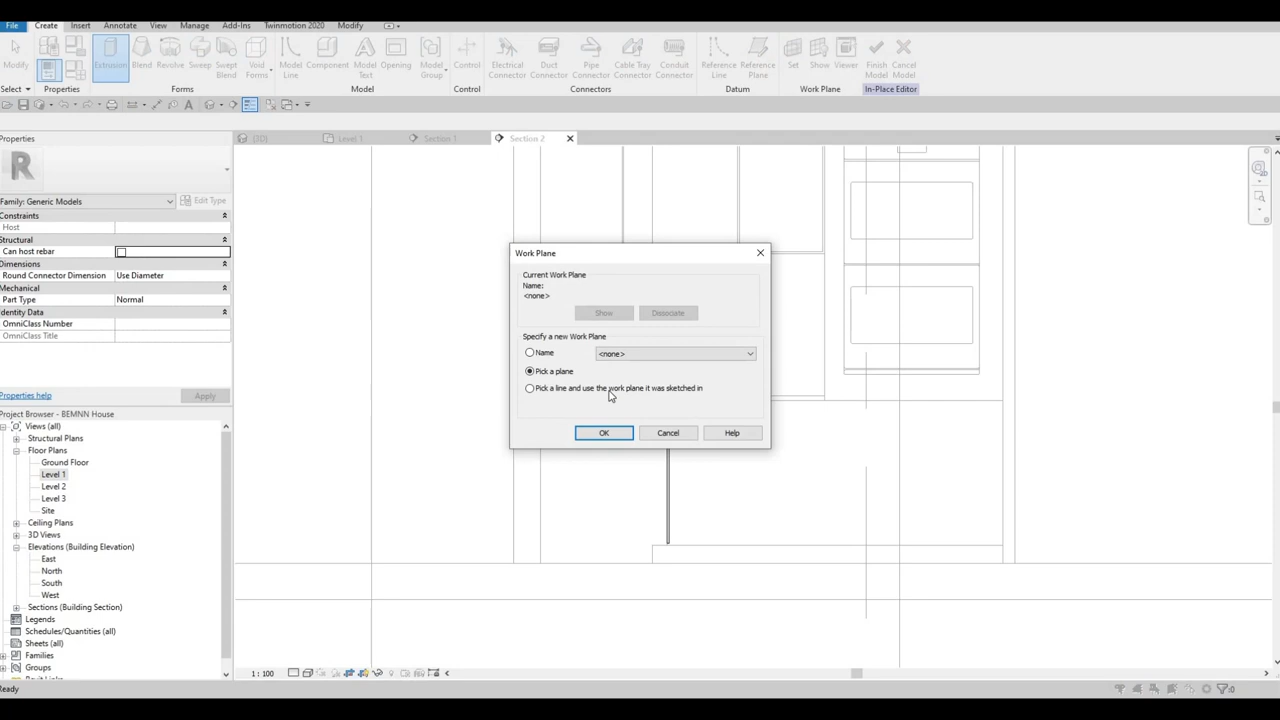 File Create Insert Annotate View Manage Add-Ins Twinmotion 2020 Modify
Modify Extrusion Blend Revolve Sweep Swept Blend Void Forms Model Line Component Model Text Opening Model Group Control Electrical Connector Duct Connector Pipe Connector Cable Tray Connector Conduit Connector Reference Line Reference Plane Set Show Viewer Finish Model Cancel Model
Select Properties Forms Model Control Connectors Datum Work Plane In-Place Editor
Properties
{3D} Level 1 Section 1 Section 2
Family: Generic Models Edit Type
Constraints
Host
Structural
Can host rebar
Dimensions
Round Connector Dimension Use Diameter
Mechanical
Part Type Normal
Identity Data
OmniClass Number
OmniClass Title
Properties help Apply
Project Browser - BEMNN House
Views (all)
Structural Plans
Floor Plans
Ground Floor
Level 1
Level 2
Level 3
Site
Ceiling Plans
3D Views
Elevations (Building Elevation)
East
North
South
West
Sections (Building Section)
Legends
Schedules/Quantities (all)
Sheets (all)
Families
Groups
Revit Links
Work Plane
Current Work Plane
Name:
<none>
Show Dissociate
Specify a new Work Plane
Name <none>
Pick a plane
Pick a line and use the work plane it was sketched in
OK Cancel Help
1 : 100
Ready
:0